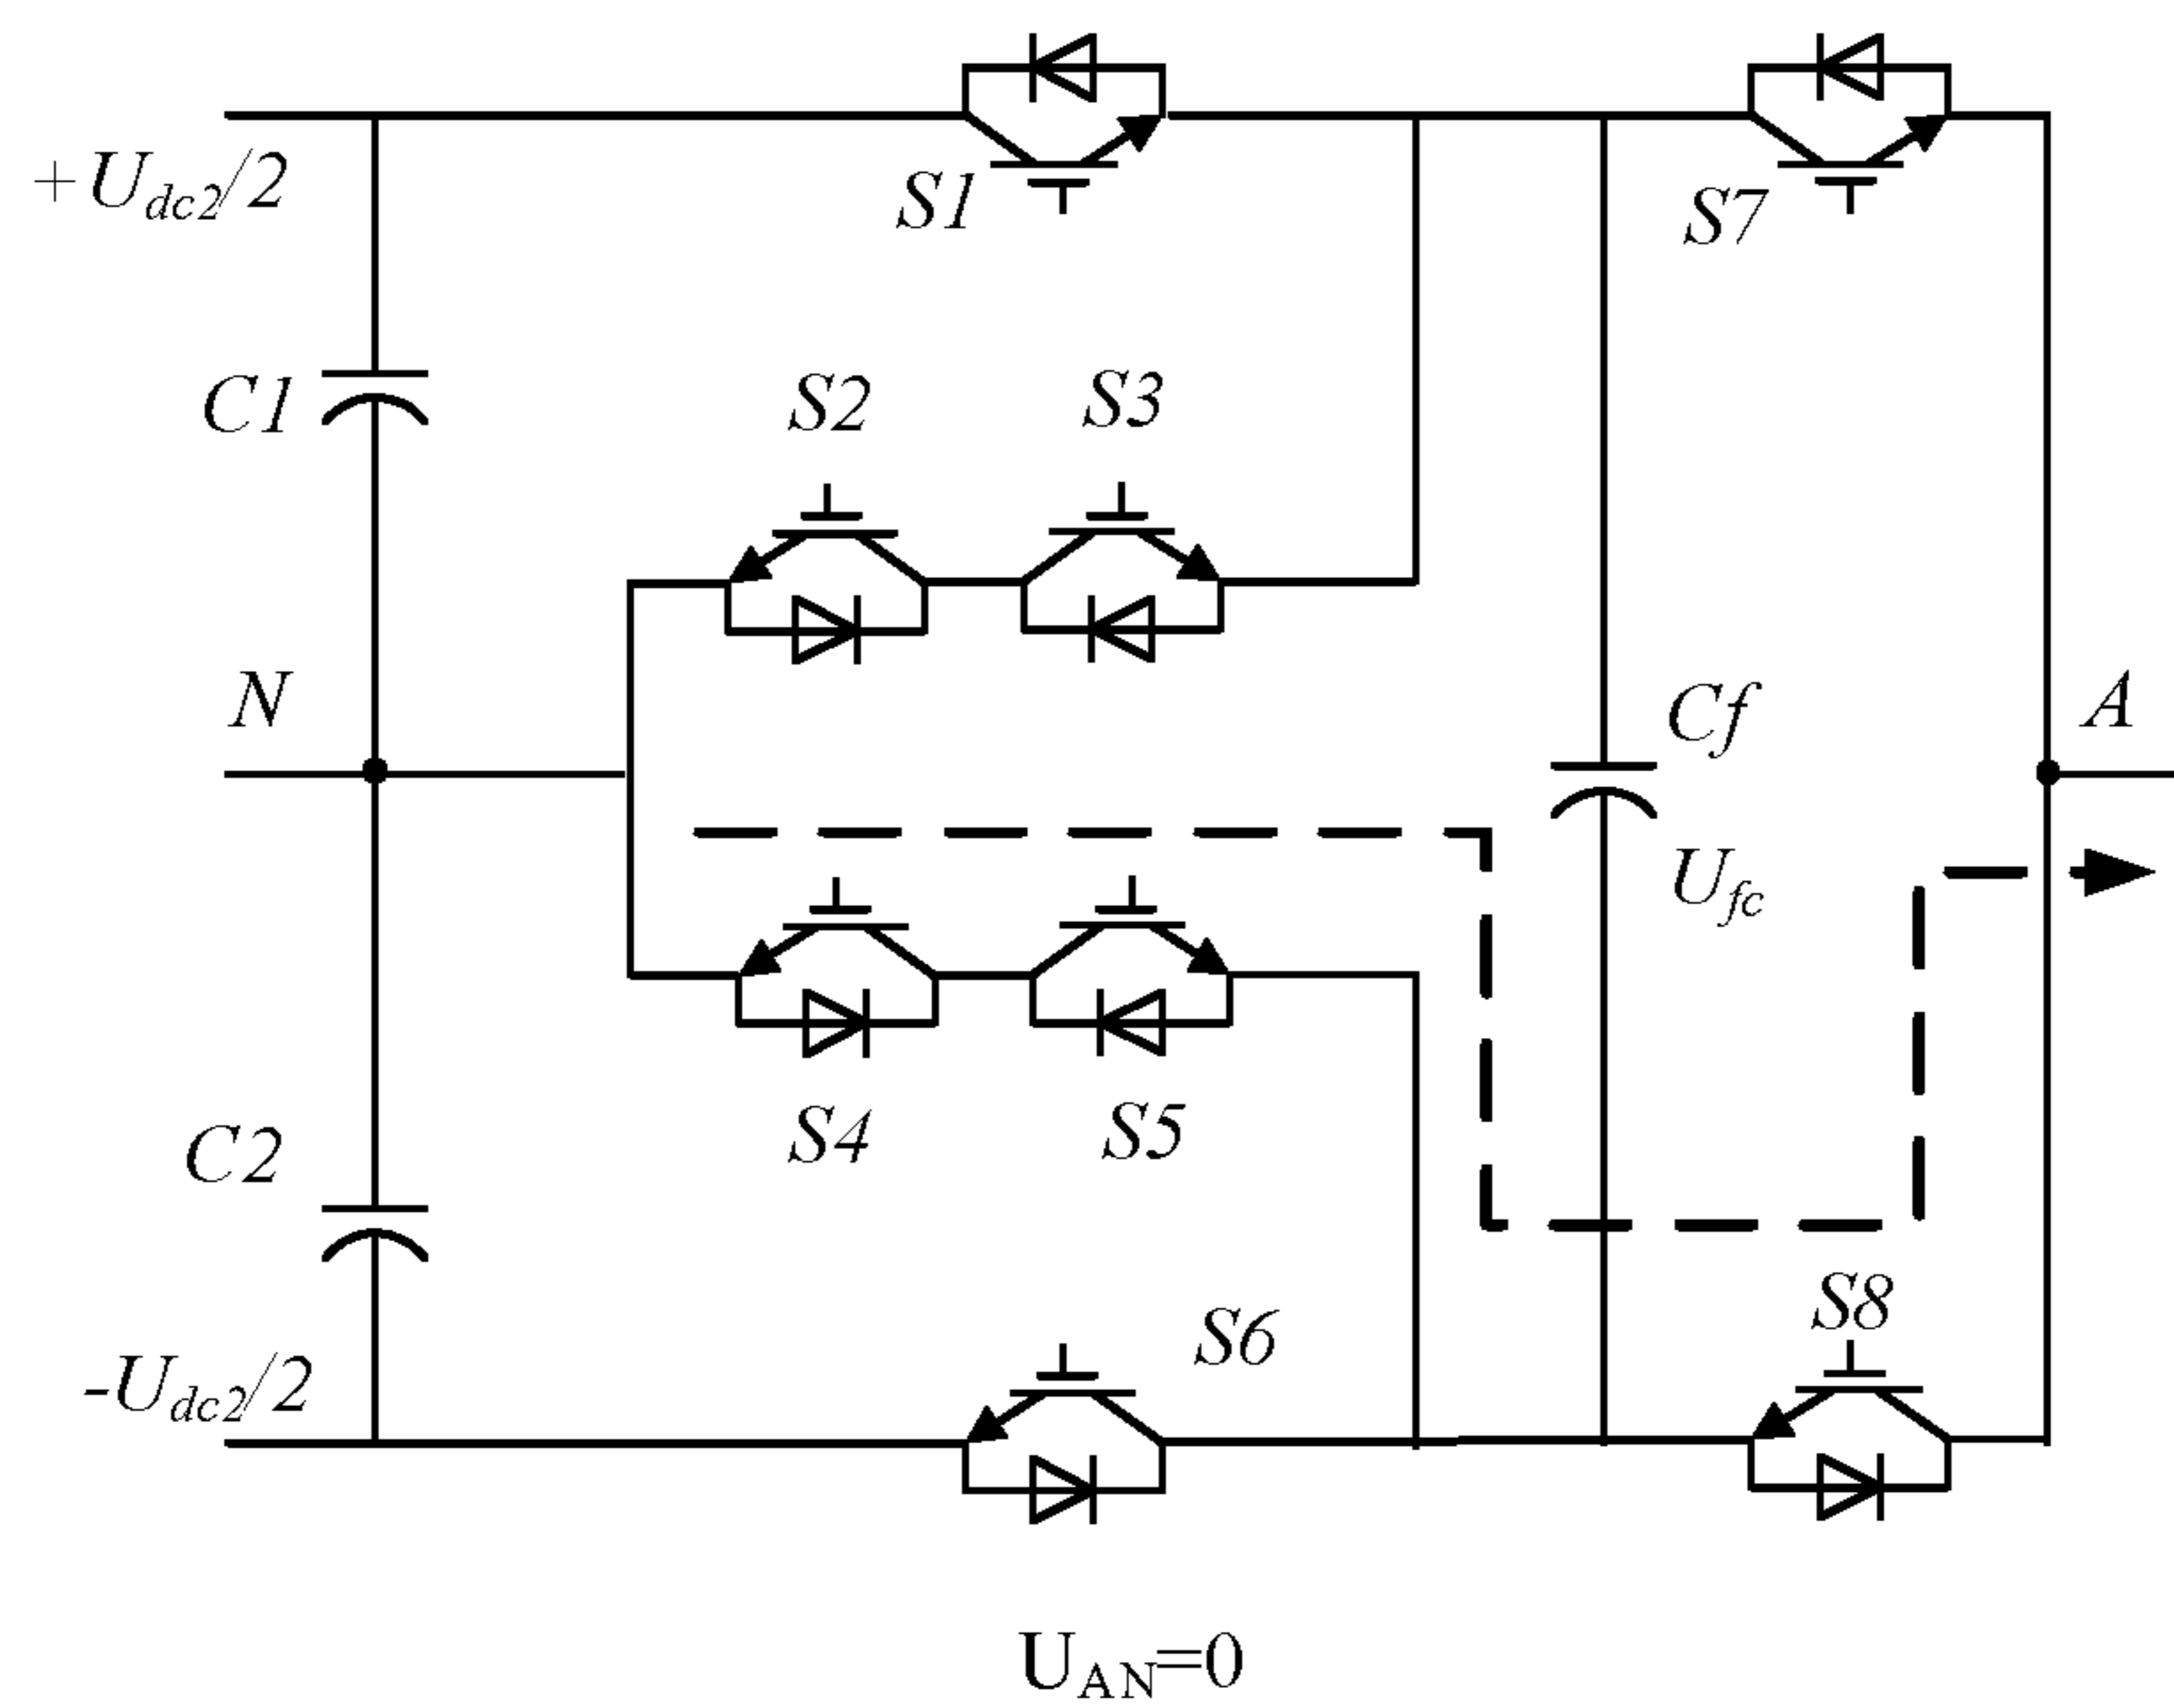 +Udc2/2
S1
S7
C1
S2
S3
N
Cf
A
Ufc
C2
S4
S5
S6
S8
-Udc2/2
UAN=0